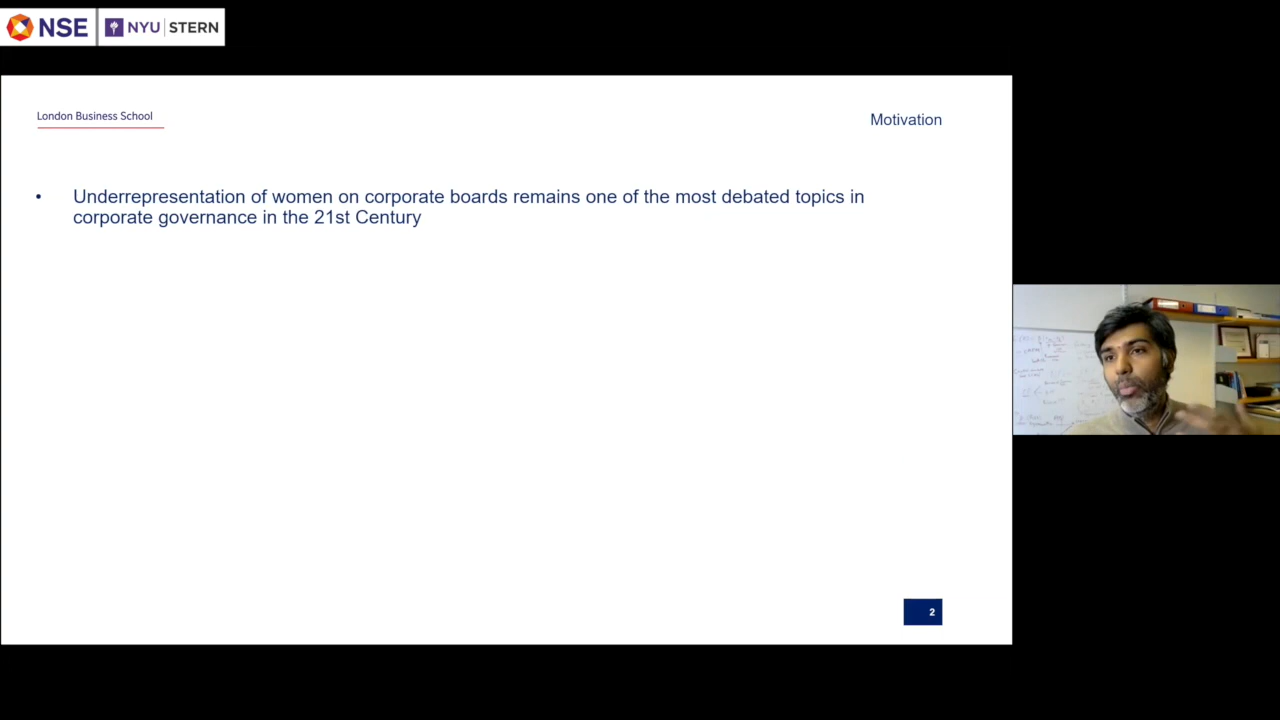 NSE NYU STERN
London Business School
Motivation
• Underrepresentation of women on corporate boards remains one of the most debated topics in
corporate governance in the 21st Century
2